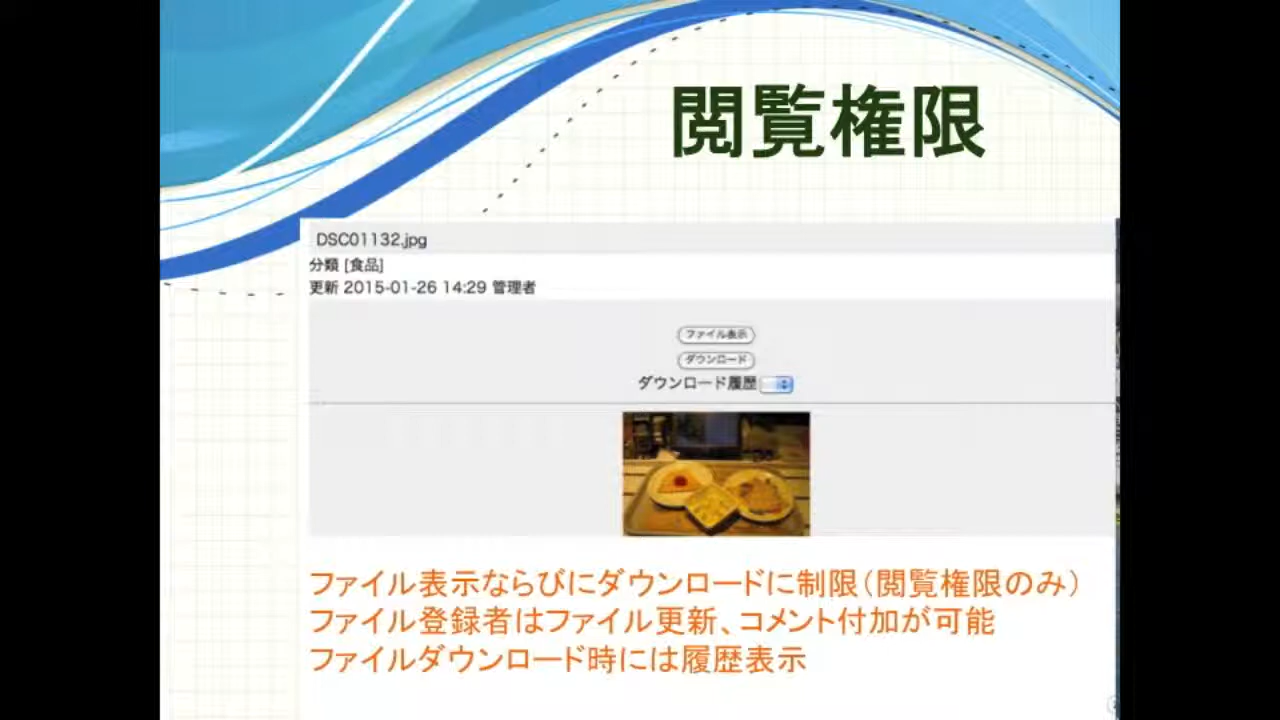 閲覧権限
DSC01132.jpg
分類 [食品]
更新 2015-01-26 14:29 管理者
ファイル表示
ダウンロード
ダウンロード履歴
ファイル表示ならびにダウンロードに制限(閲覧権限のみ)
ファイル登録者はファイル更新、コメント付加が可能
ファイルダウンロード時には履歴表示